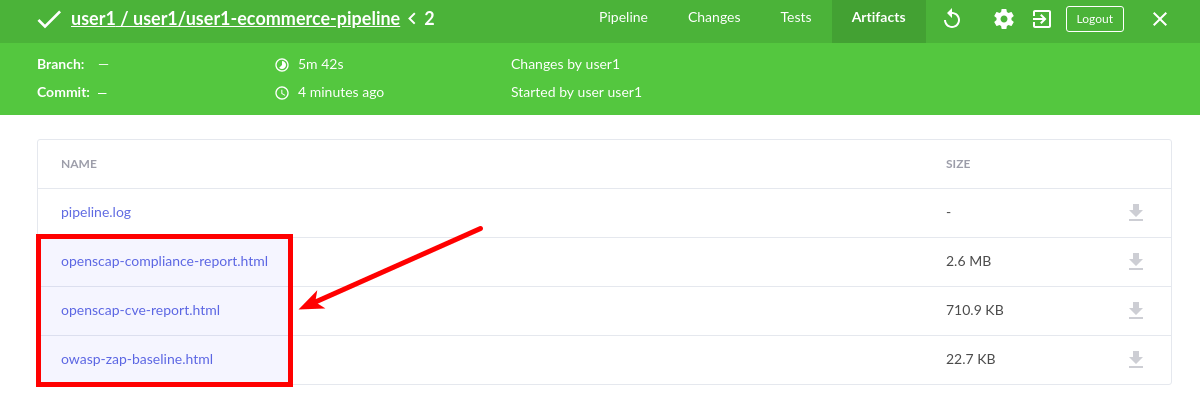 user1 / user1/user1-ecommerce-pipeline < 2 Pipeline Changes Tests Artifacts Logout
Branch: — 5m 42s Changes by user1
Commit: — 4 minutes ago Started by user user1
NAME SIZE
pipeline.log -
openscap-compliance-report.html 2.6 MB
openscap-cve-report.html 710.9 KB
owasp-zap-baseline.html 22.7 KB